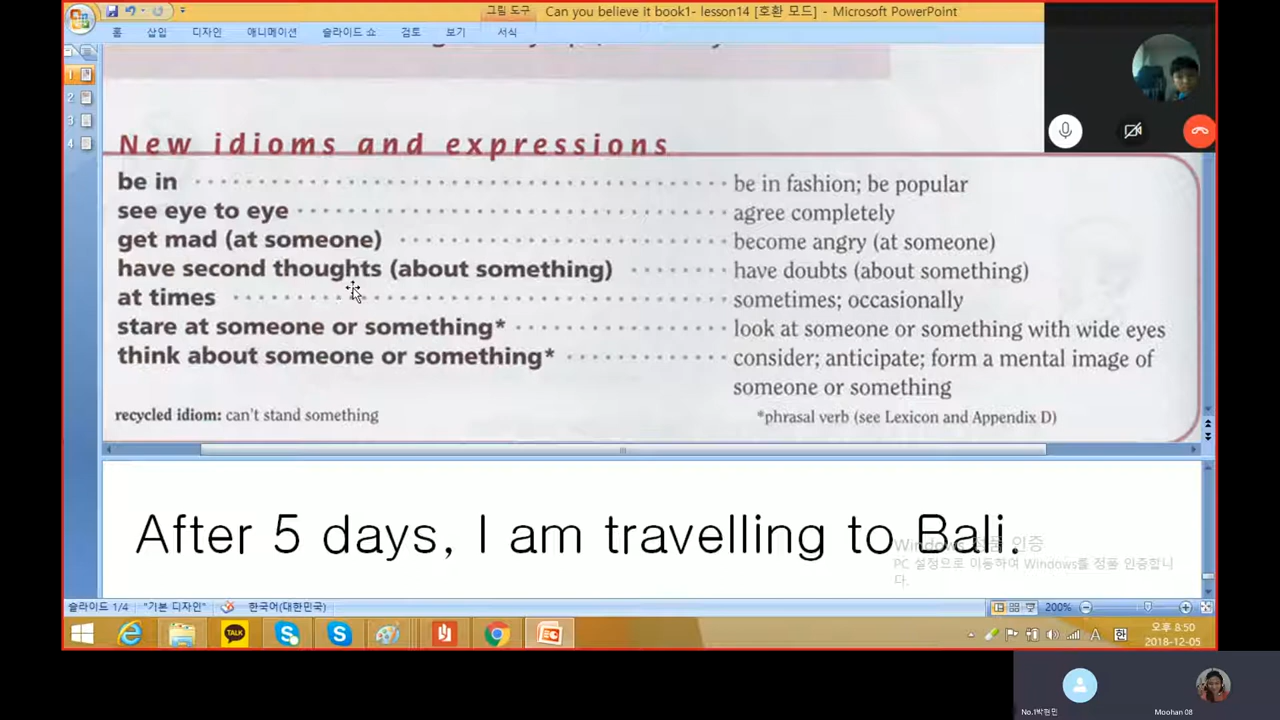 그림 도구
Can you believe it book1- lesson14 [호환 모드] - Microsoft PowerPoint
홈 삽입 디자인 애니메이션 슬라이드 쇼 검토 보기 서식
1
2
3
4
New idioms and expressions
be in be in fashion; be popular
see eye to eye agree completely
get mad (at someone) become angry (at someone)
have second thoughts (about something) have doubts (about something)
at times sometimes; occasionally
stare at someone or something* look at someone or something with wide eyes
think about someone or something* consider; anticipate; form a mental image of
someone or something
recycled idiom: can't stand something *phrasal verb (see Lexicon and Appendix D)
After 5 days, I am travelling to Bali.
Windows 정품 인증
PC 설정으로 이동하여 Windows를 정품 인증합니
다.
슬라이드 1/4 "기본 디자인" 한국어(대한민국) 200%
TALK
A 한
오후 8:50
2018-12-05
No.1박현민 Moohan 08